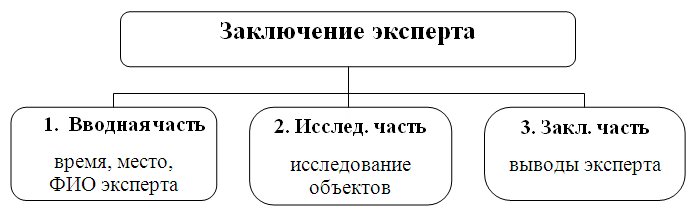 Заключение эксперта
1. Вводная часть
время, место,
ФИО эксперта
2. Исслед. часть
исследование
объектов
3. Закл. часть
выводы эксперта